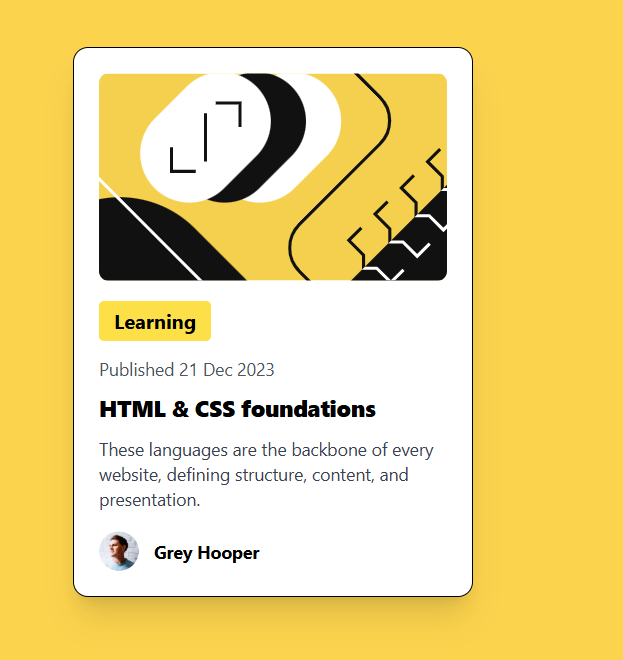 Learning
Published 21 Dec 2023
HTML & CSS foundations
These languages are the backbone of every
website, defining structure, content, and
presentation.
Grey Hooper